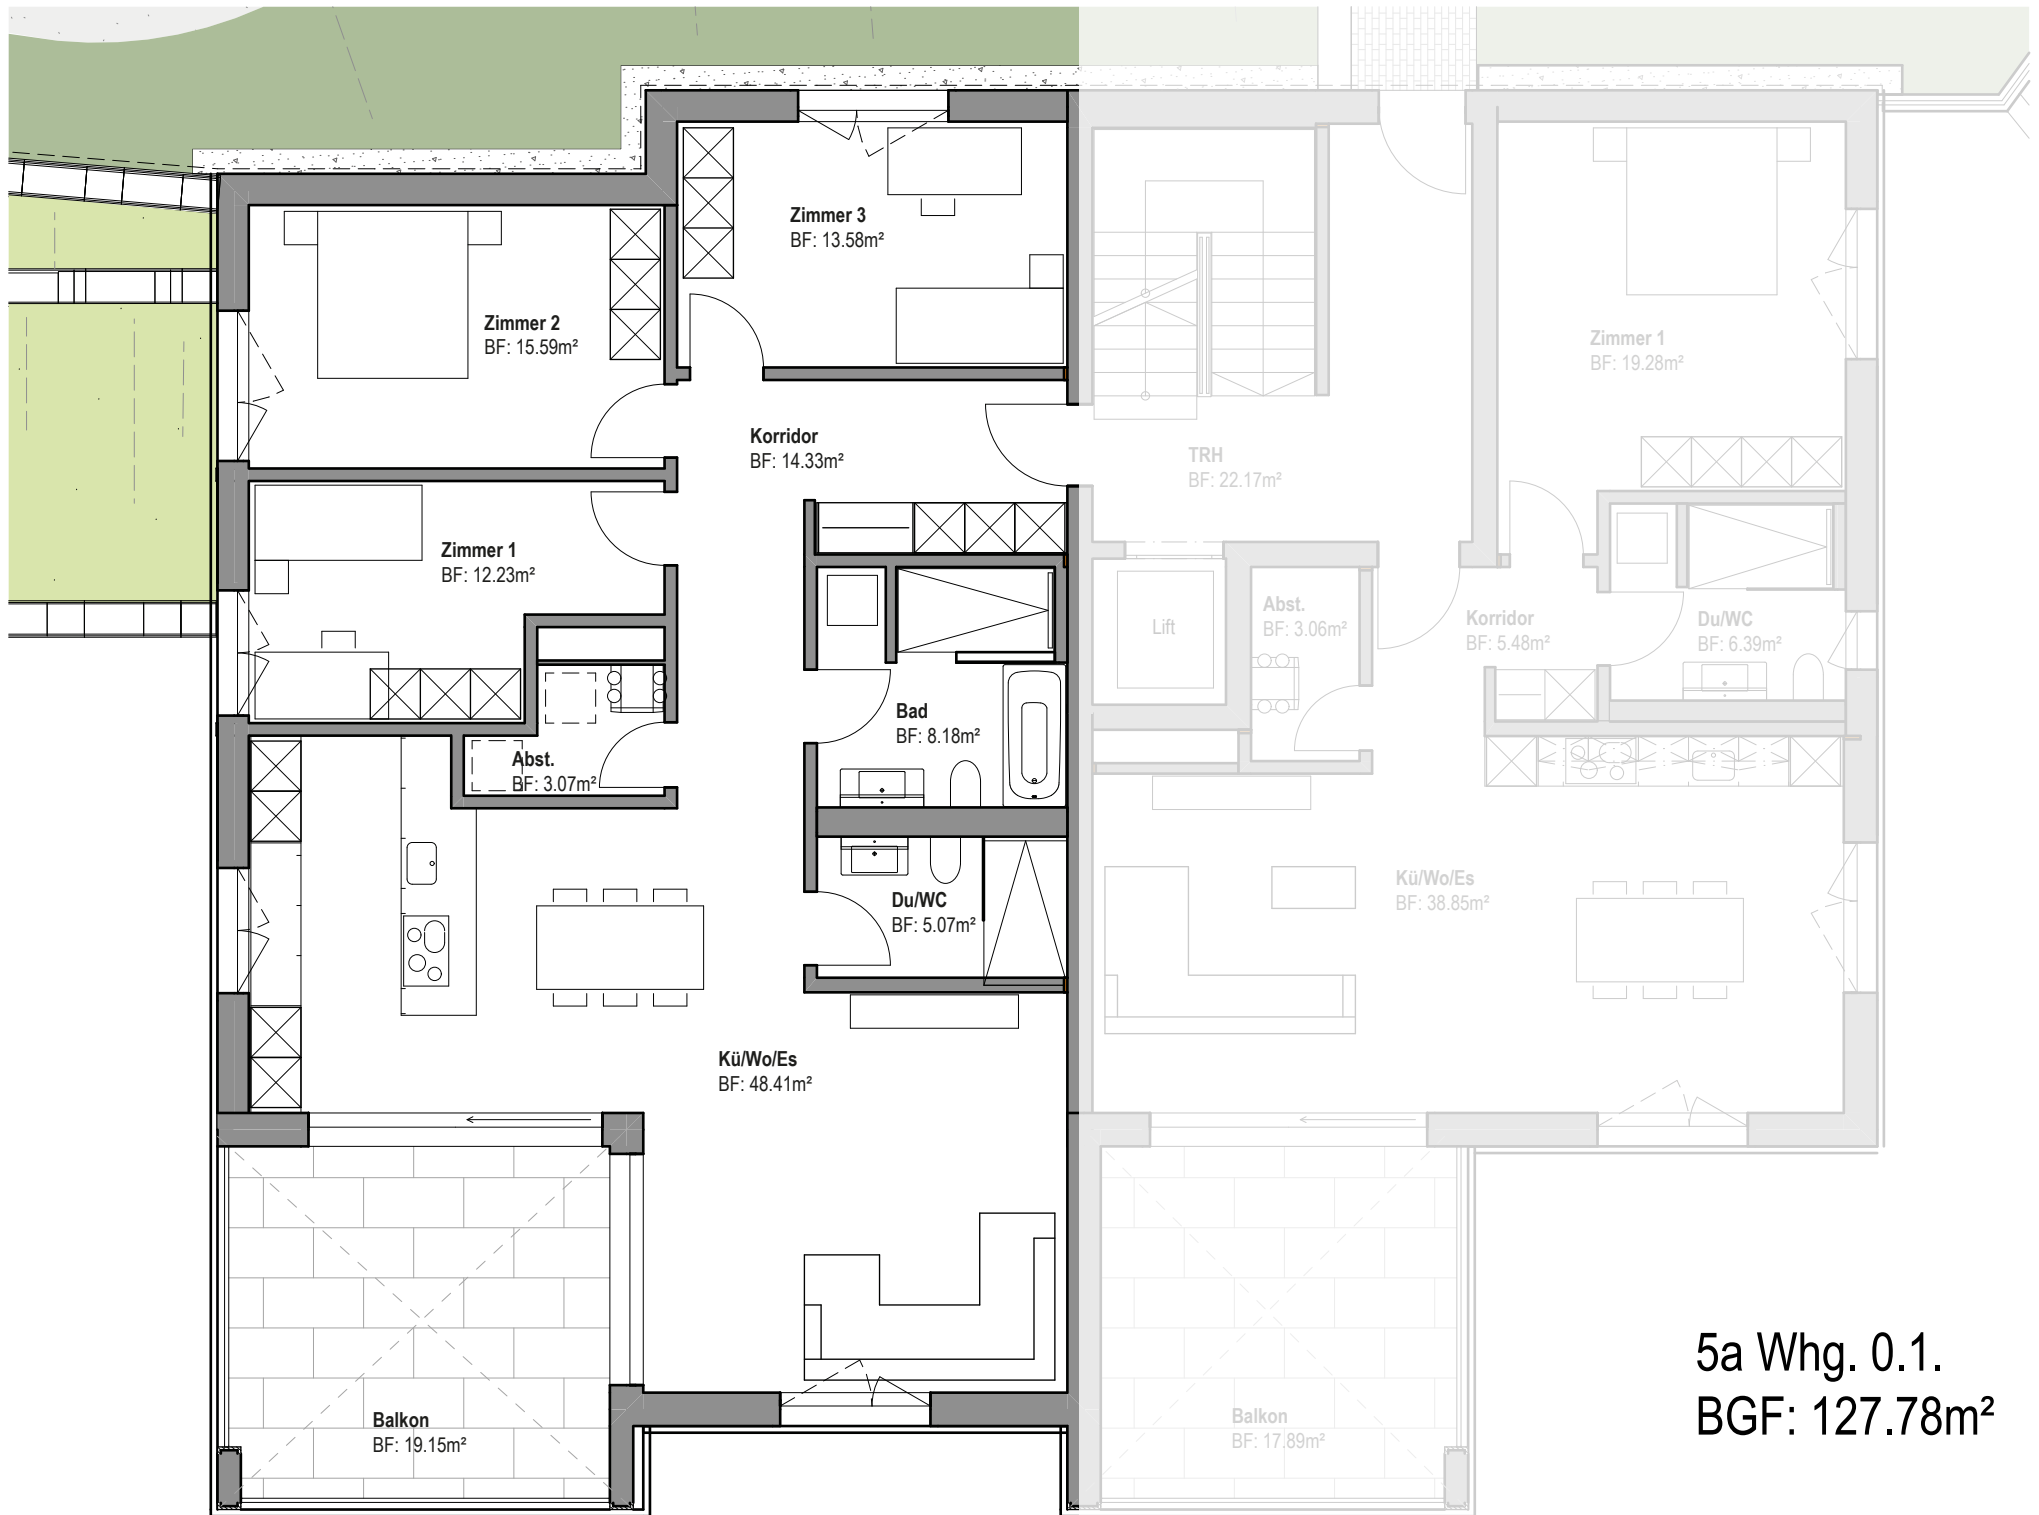 Zimmer 3
BF: 13.58m²
Zimmer 2
BF: 15.59m²
Zimmer 1
BF: 19.28m²
Korridor
BF: 14.33m²
TRH
BF: 22.17m²
Zimmer 1
BF: 12.23m²
Lift
Abst.
BF: 3.06m²
Korridor
BF: 5.48m²
Du/WC
BF: 6.39m²
Bad
BF: 8.18m²
Abst.
BF: 3.07m²
Du/WC
BF: 5.07m²
Kü/Wo/Es
BF: 38.85m²
Kü/Wo/Es
BF: 48.41m²
Balkon
BF: 19.15m²
Balkon
BF: 17.89m²
5a Whg. 0.1.
BGF: 127.78m²